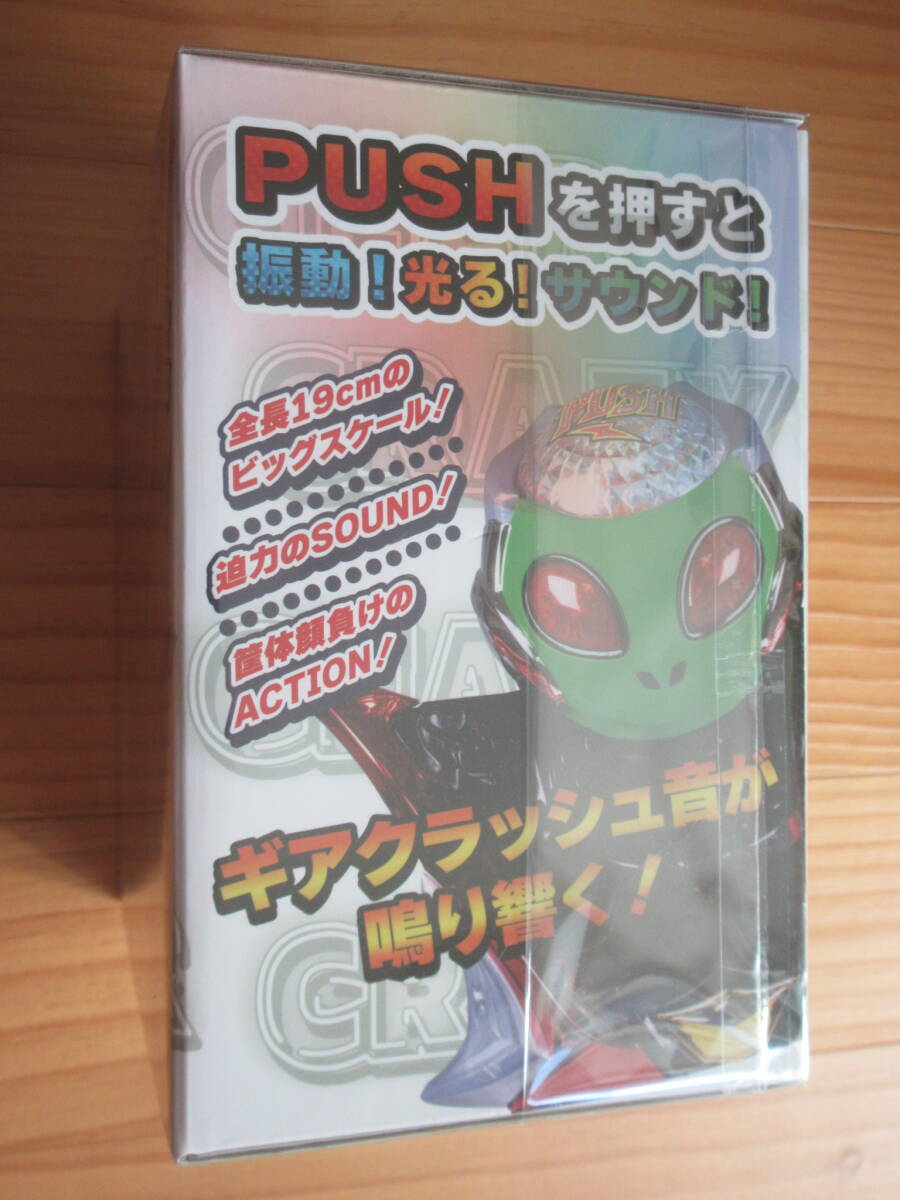 PUSHを押すと
振動!光る!サウンド!
全長19cmの
ビッグスケール!
迫力のSOUND!
筐体顔負けの
ACTION!
PUSH
ギアクラッシュ音が
鳴り響く!
CRAZY